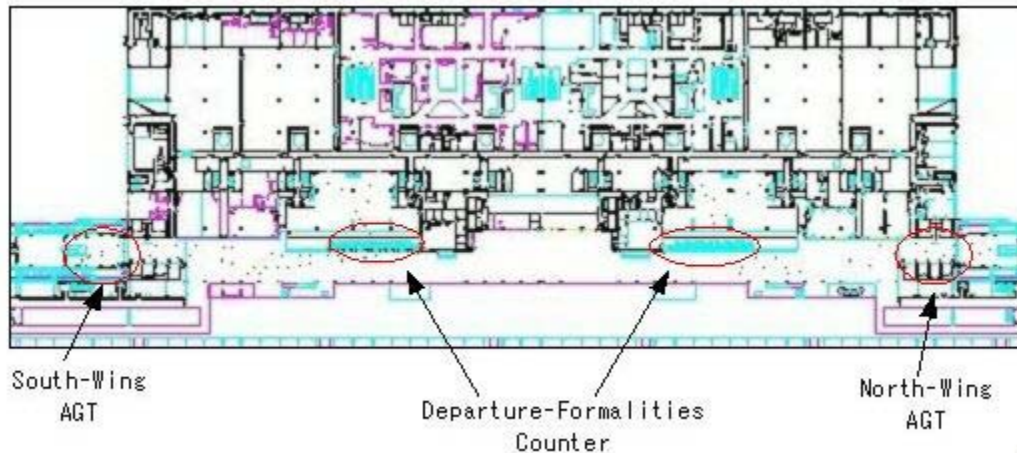 South-Wing
AGT
Departure-Formalities
Counter
North-Wing
AGT